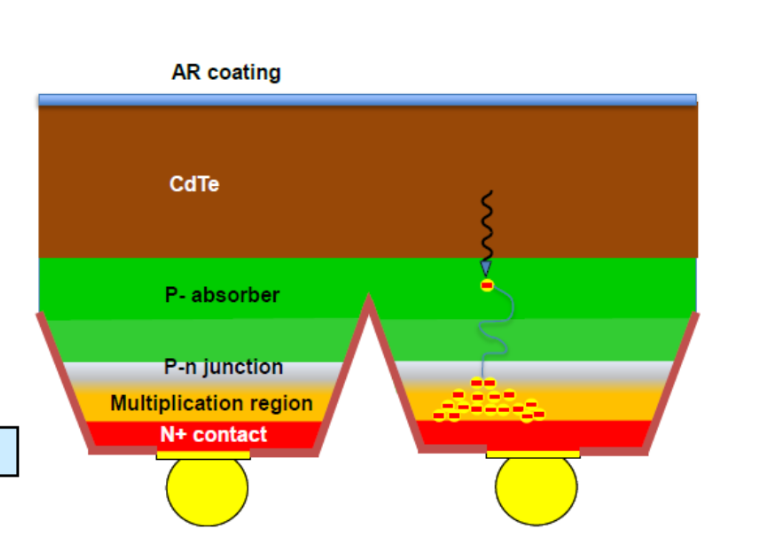 AR coating
CdTe
P- absorber
P-n junction
Multiplication region
N+ contact